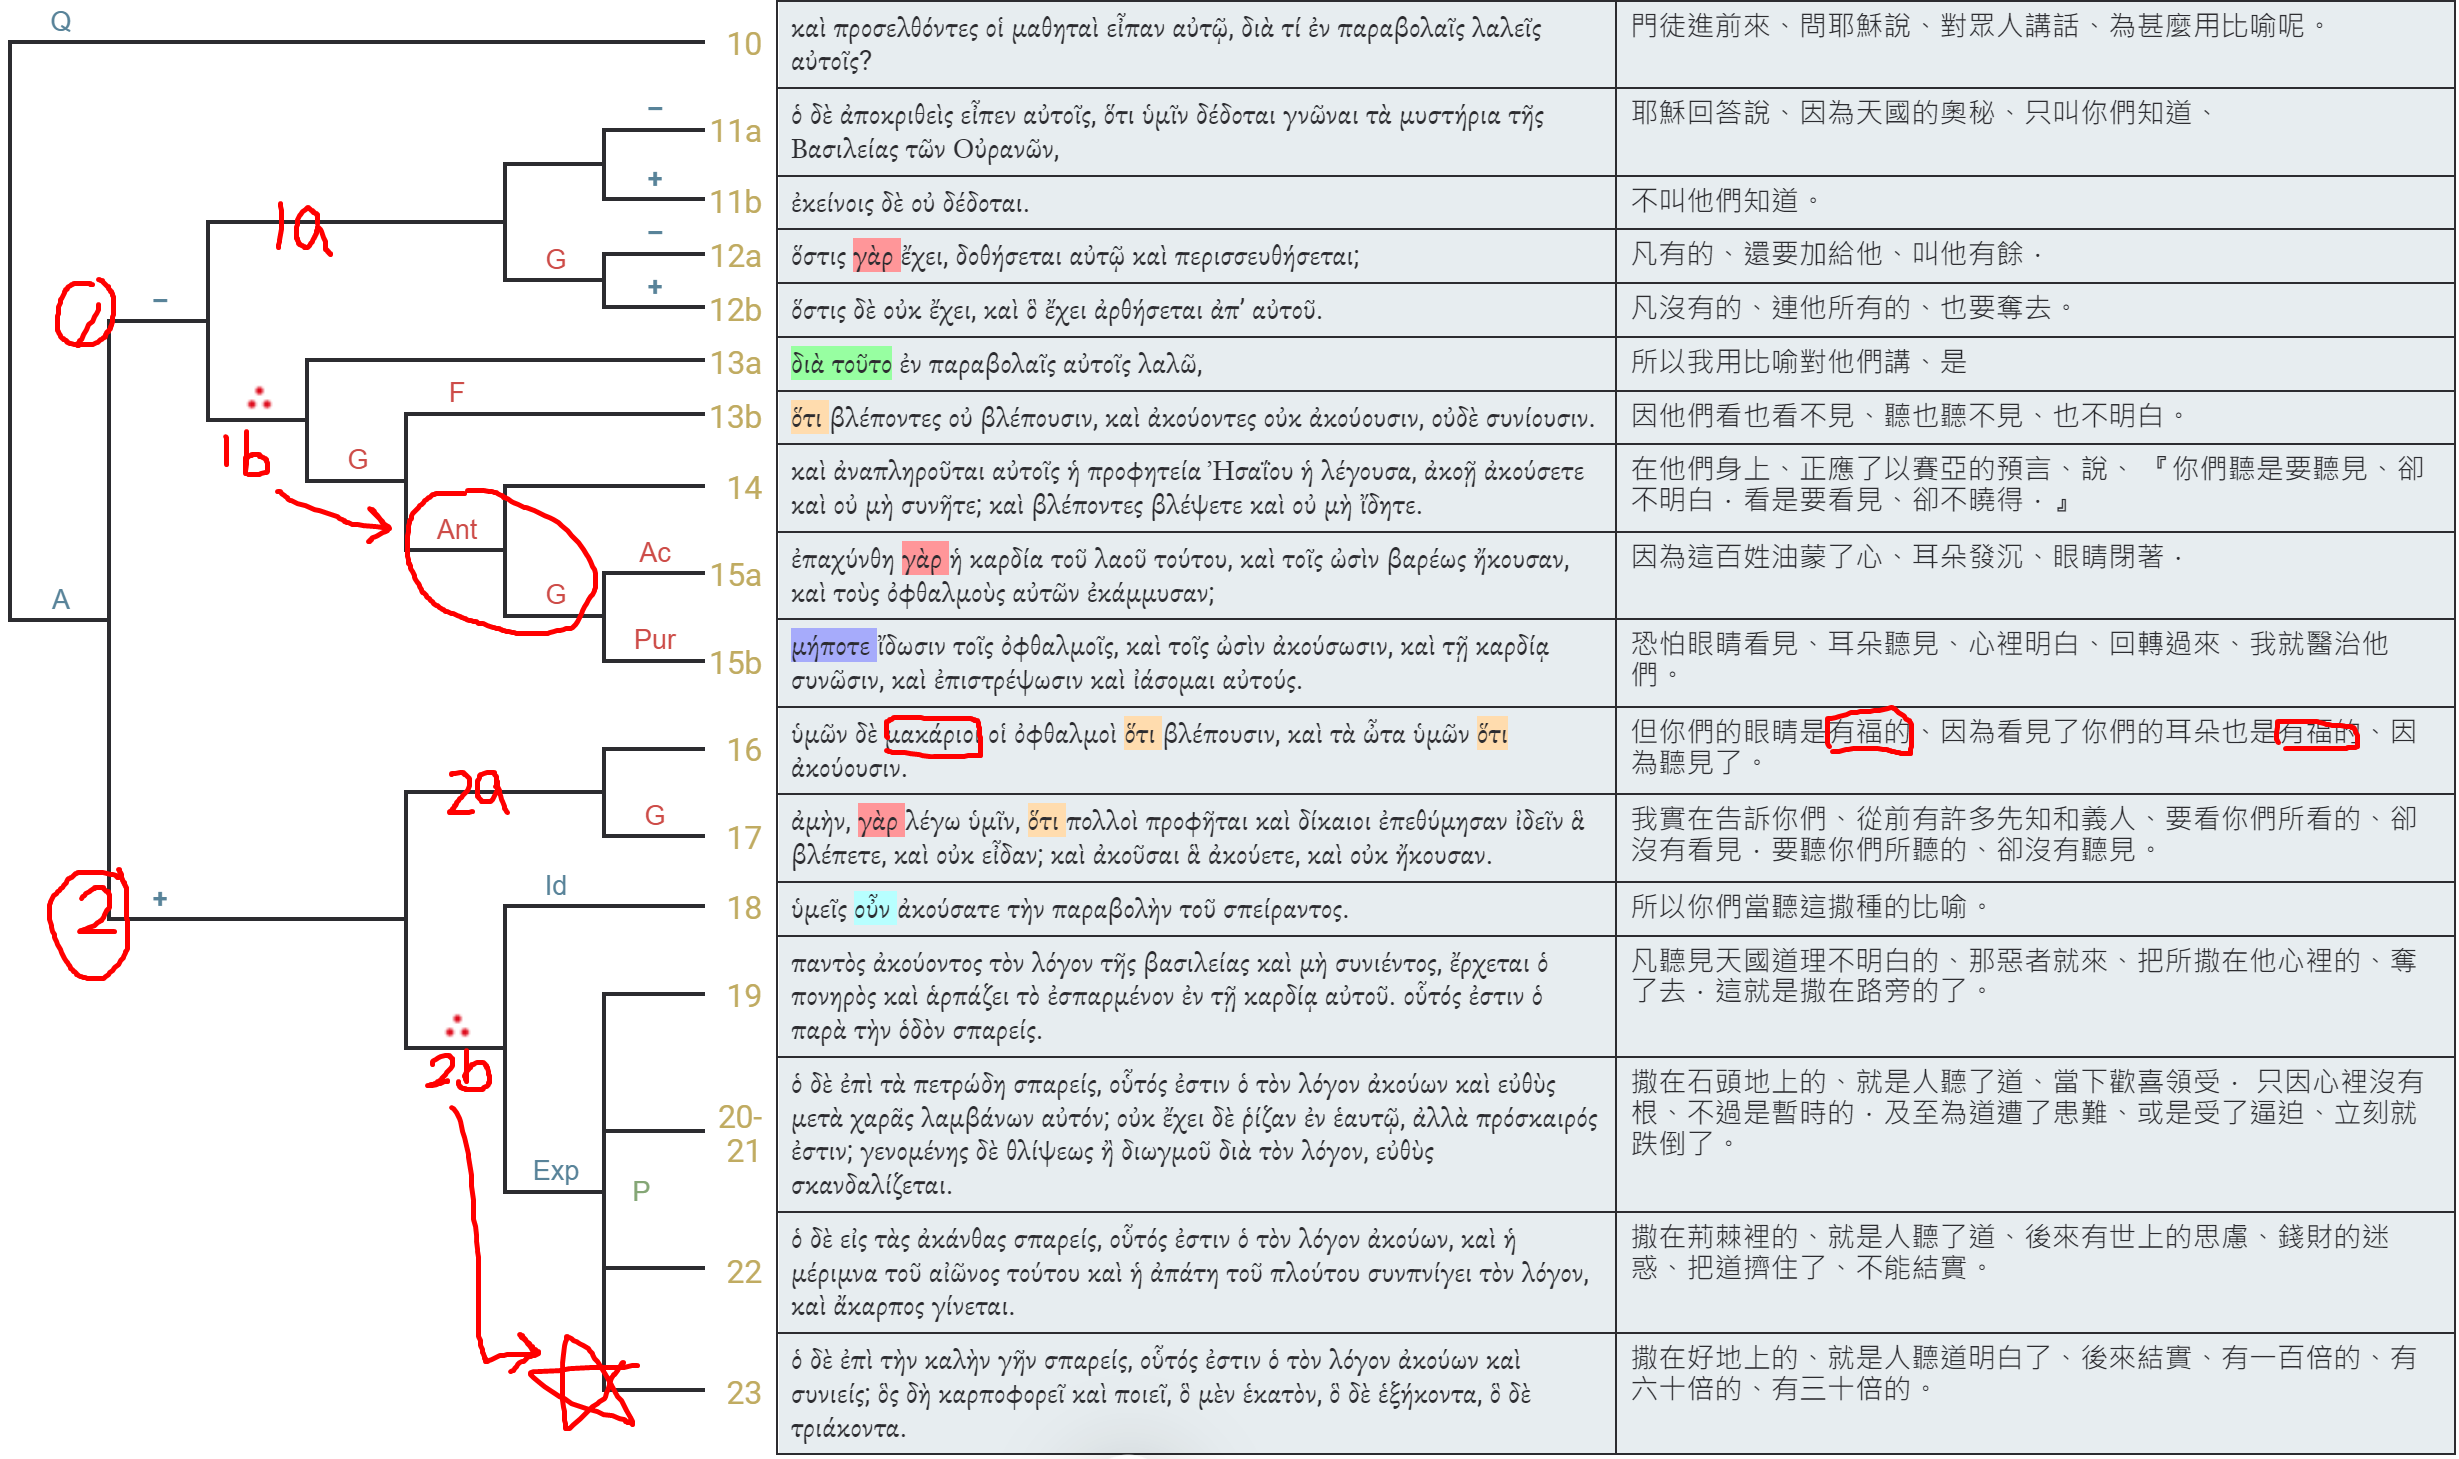 Q
10
καὶ προσελθόντες οἱ μαθηταὶ εἶπαν αὐτῷ, διὰ τί ἐν παραβολαῖς λαλεῖς
αὐτοῖς?
門徒進前來、問耶穌說、對眾人講話、為甚麼用比喻呢。
−
11a
ὁ δὲ ἀποκριθεὶς εἶπεν αὐτοῖς, ὅτι ὑμῖν δέδοται γνῶναι τὰ μυστήρια τῆς
Βασιλείας τῶν Οὐρανῶν,
耶穌回答說、因為天國的奧秘、只叫你們知道、
+
11b
ἐκείνοις δὲ οὐ δέδοται.
不叫他們知道。
1a
−
12a
ὅστις γὰρ ἔχει, δοθήσεται αὐτῷ καὶ περισσευθήσεται;
凡有的、還要加給他、叫他有餘．
G
+
12b
ὅστις δὲ οὐκ ἔχει, καὶ ὃ ἔχει ἀρθήσεται ἀπ’ αὐτοῦ.
凡沒有的、連他所有的、也要奪去。
1
−
13a
διὰ τοῦτο ἐν παραβολαῖς αὐτοῖς λαλῶ,
所以我用比喻對他們講、是
∴
F
13b
ὅτι βλέποντες οὐ βλέπουσιν, καὶ ἀκούοντες οὐκ ἀκούουσιν, οὐδὲ συνίουσιν.
因他們看也看不見、聽也聽不見、也不明白。
1b
G
14
καὶ ἀναπληροῦται αὐτοῖς ἡ προφητεία Ἠσαΐου ἡ λέγουσα, ἀκοῇ ἀκούσετε
καὶ οὐ μὴ συνῆτε; καὶ βλέποντες βλέψετε καὶ οὐ μὴ ἴδητε.
在他們身上、正應了以賽亞的預言、說、『你們聽是要聽見、卻
不明白．看是要看見、卻不曉得．』
Ant
Ac
15a
ἐπαχύνθη γὰρ ἡ καρδία τοῦ λαοῦ τούτου, καὶ τοῖς ὠσὶν βαρέως ἤκουσαν,
καὶ τοὺς ὀφθαλμοὺς αὐτῶν ἐκάμμυσαν;
因為這百姓油蒙了心、耳朵發沉、眼睛閉著．
A
G
Pur
15b
μήποτε ἴδωσιν τοῖς ὀφθαλμοῖς, καὶ τοῖς ὠσὶν ἀκούσωσιν, καὶ τῇ καρδίᾳ
συνῶσιν, καὶ ἐπιστρέψωσιν καὶ ἰάσομαι αὐτούς.
恐怕眼睛看見、耳朵聽見、心裡明白、回轉過來、我就醫治他
們。
16
ὑμῶν δὲ μακάριοι οἱ ὀφθαλμοὶ ὅτι βλέπουσιν, καὶ τὰ ὦτα ὑμῶν ὅτι
ἀκούουσιν.
但你們的眼睛是有福的、因為看見了你們的耳朵也是有福的、因
為聽見了。
2a
G
17
ἀμὴν, γὰρ λέγω ὑμῖν, ὅτι πολλοὶ προφῆται καὶ δίκαιοι ἐπεθύμησαν ἰδεῖν ἃ
βλέπετε, καὶ οὐκ εἶδαν; καὶ ἀκοῦσαι ἃ ἀκούετε, καὶ οὐκ ἤκουσαν.
我實在告訴你們、從前有許多先知和義人、要看你們所看的、卻
沒有看見．要聽你們所聽的、卻沒有聽見。
2
+
Id
18
ὑμεῖς οὖν ἀκούσατε τὴν παραβολὴν τοῦ σπείραντος.
所以你們當聽這撒種的比喻。
19
παντὸς ἀκούοντος τὸν λόγον τῆς βασιλείας καὶ μὴ συνιέντος, ἔρχεται ὁ
πονηρὸς καὶ ἁρπάζει τὸ ἐσπαρμένον ἐν τῇ καρδίᾳ αὐτοῦ. οὗτός ἐστιν ὁ
παρὰ τὴν ὁδὸν σπαρείς.
凡聽見天國道理不明白的、那惡者就來、把所撒在他心裡的、奪
了去．這就是撒在路旁的了。
∴
2b
20-
21
ὁ δὲ ἐπὶ τὰ πετρώδη σπαρείς, οὗτός ἐστιν ὁ τὸν λόγον ἀκούων καὶ εὐθὺς
μετὰ χαρᾶς λαμβάνων αὐτόν; οὐκ ἔχει δὲ ῥίζαν ἐν ἑαυτῷ, ἀλλὰ πρόσκαιρός
ἐστιν; γενομένης δὲ θλίψεως ἢ διωγμοῦ διὰ τὸν λόγον, εὐθὺς
σκανδαλίζεται.
撒在石頭地上的、就是人聽了道、當下歡喜領受． 只因心裡沒有
根、不過是暫時的．及至為道遭了患難、或是受了逼迫、立刻就
跌倒了。
Exp
P
22
ὁ δὲ εἰς τὰς ἀκάνθας σπαρείς, οὗτός ἐστιν ὁ τὸν λόγον ἀκούων, καὶ ἡ
μέριμνα τοῦ αἰῶνος τούτου καὶ ἡ ἀπάτη τοῦ πλούτου συνπνίγει τὸν λόγον,
καὶ ἄκαρπος γίνεται.
撒在荊棘裡的、就是人聽了道、後來有世上的思慮、錢財的迷
惑、把道擠住了、不能結實。
23
ὁ δὲ ἐπὶ τὴν καλὴν γῆν σπαρείς, οὗτός ἐστιν ὁ τὸν λόγον ἀκούων καὶ
συνιείς; ὃς δὴ καρποφορεῖ καὶ ποιεῖ, ὃ μὲν ἑκατὸν, ὃ δὲ ἑξήκοντα, ὃ δὲ
τριάκοντα.
撒在好地上的、就是人聽道明白了、後來結實、有一百倍的、有
六十倍的、有三十倍的。